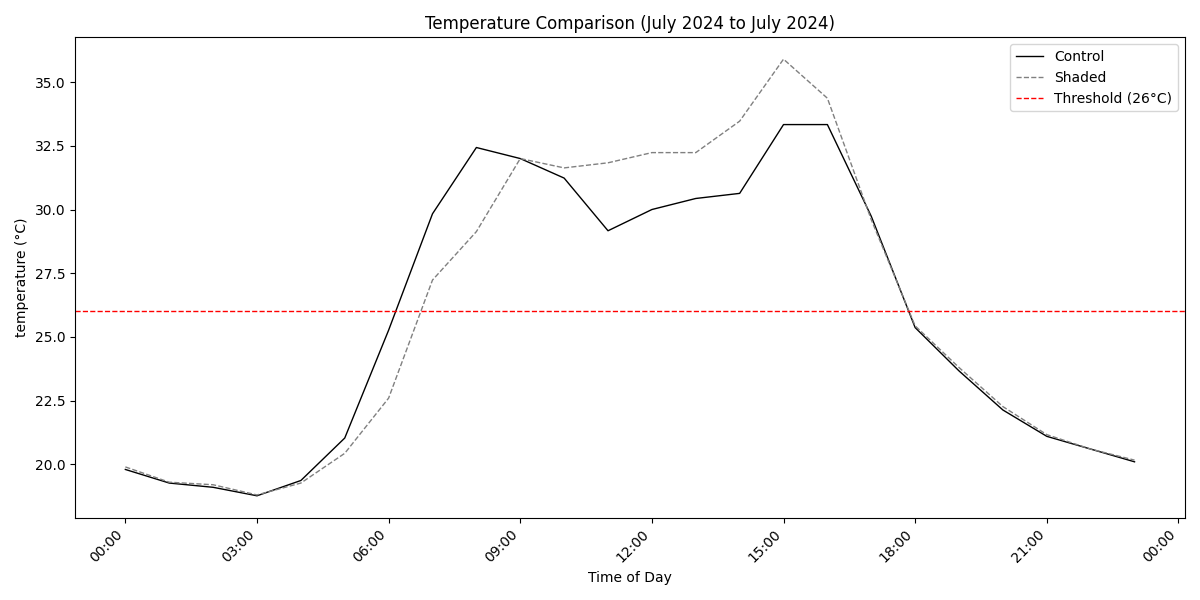 Temperature Comparison (July 2024 to July 2024)
Control
Shaded
Threshold (26°C)
35.0
32.5
30.0
27.5
25.0
22.5
20.0
temperature (°C)
00:00
03:00
06:00
09:00
12:00
15:00
18:00
21:00
00:00
Time of Day